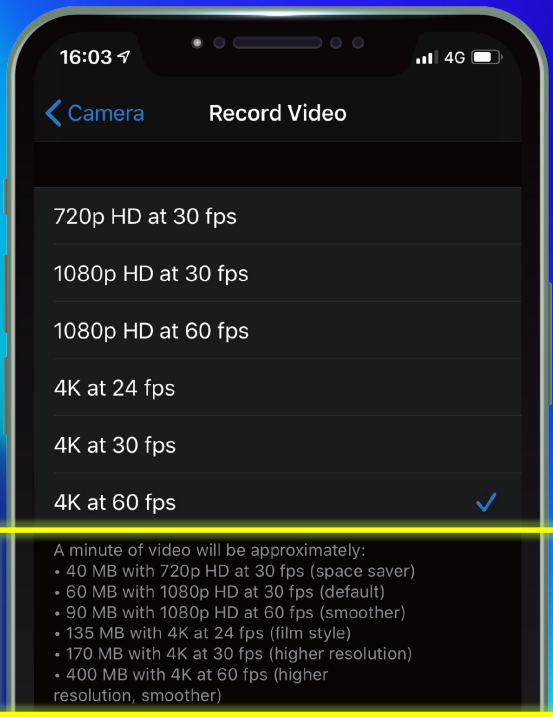 16:03 4G
Camera Record Video
720p HD at 30 fps
1080p HD at 30 fps
1080p HD at 60 fps
4K at 24 fps
4K at 30 fps
4K at 60 fps
A minute of video will be approximately:
• 40 MB with 720p HD at 30 fps (space saver)
• 60 MB with 1080p HD at 30 fps (default)
• 90 MB with 1080p HD at 60 fps (smoother)
• 135 MB with 4K at 24 fps (film style)
• 170 MB with 4K at 30 fps (higher resolution)
• 400 MB with 4K at 60 fps (higher
resolution, smoother)